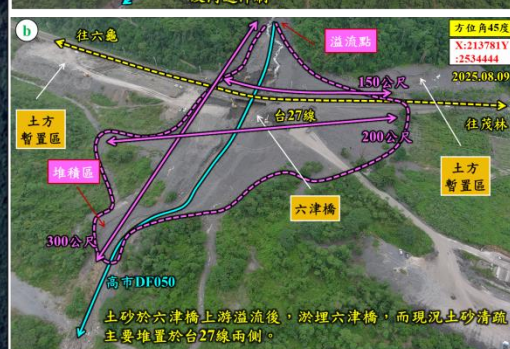 b
往六龜
溢流點
方位角45度
X:213781Y
:2534444
2025.08.09
150公尺
土方
暫置區
台27線
往茂林
200公尺
土方
暫置區
堆積區
六津橋
300公尺
高市DF050
土砂於六津橋上游溢流後，淤埋六津橋，而現況土砂清疏
主要堆置於台27線兩側。